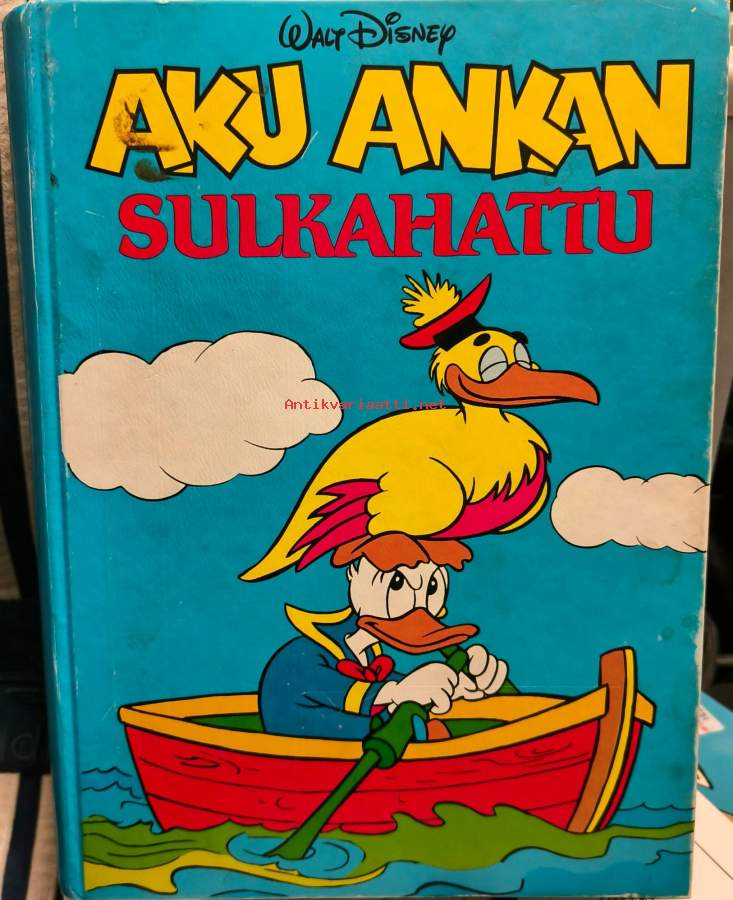 WALT DISNEY
AKU ANKAN
SULKAHATTU
Antikvariaatti.net